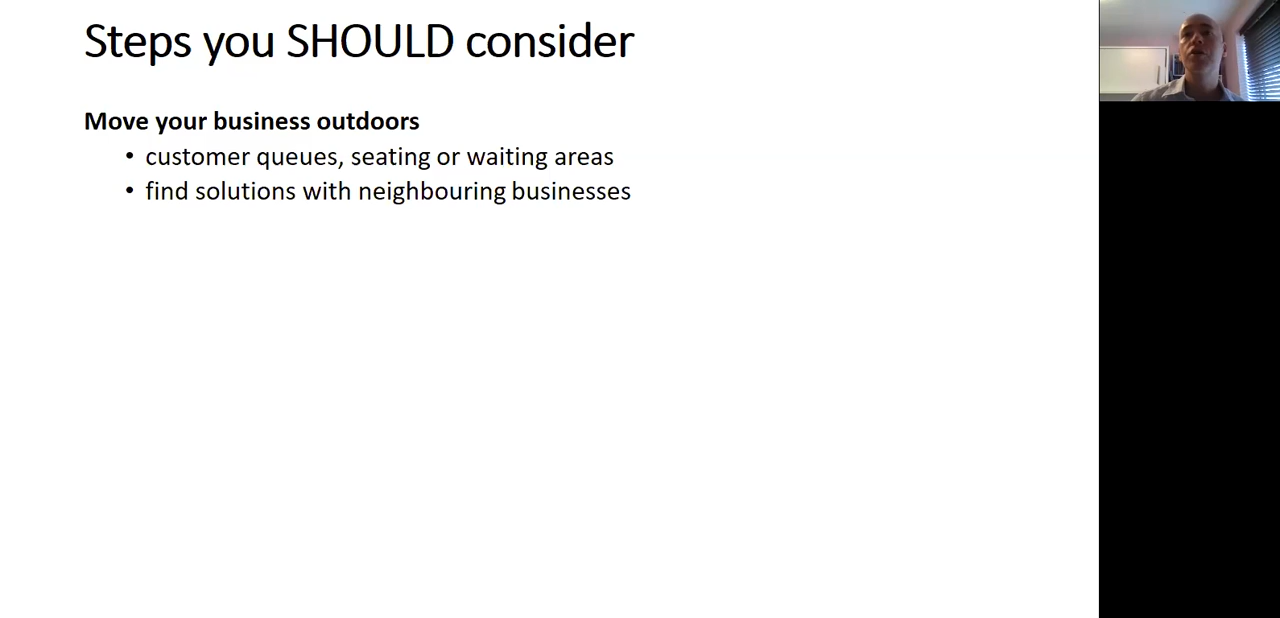 Steps you SHOULD consider
Move your business outdoors
• customer queues, seating or waiting areas
• find solutions with neighbouring businesses